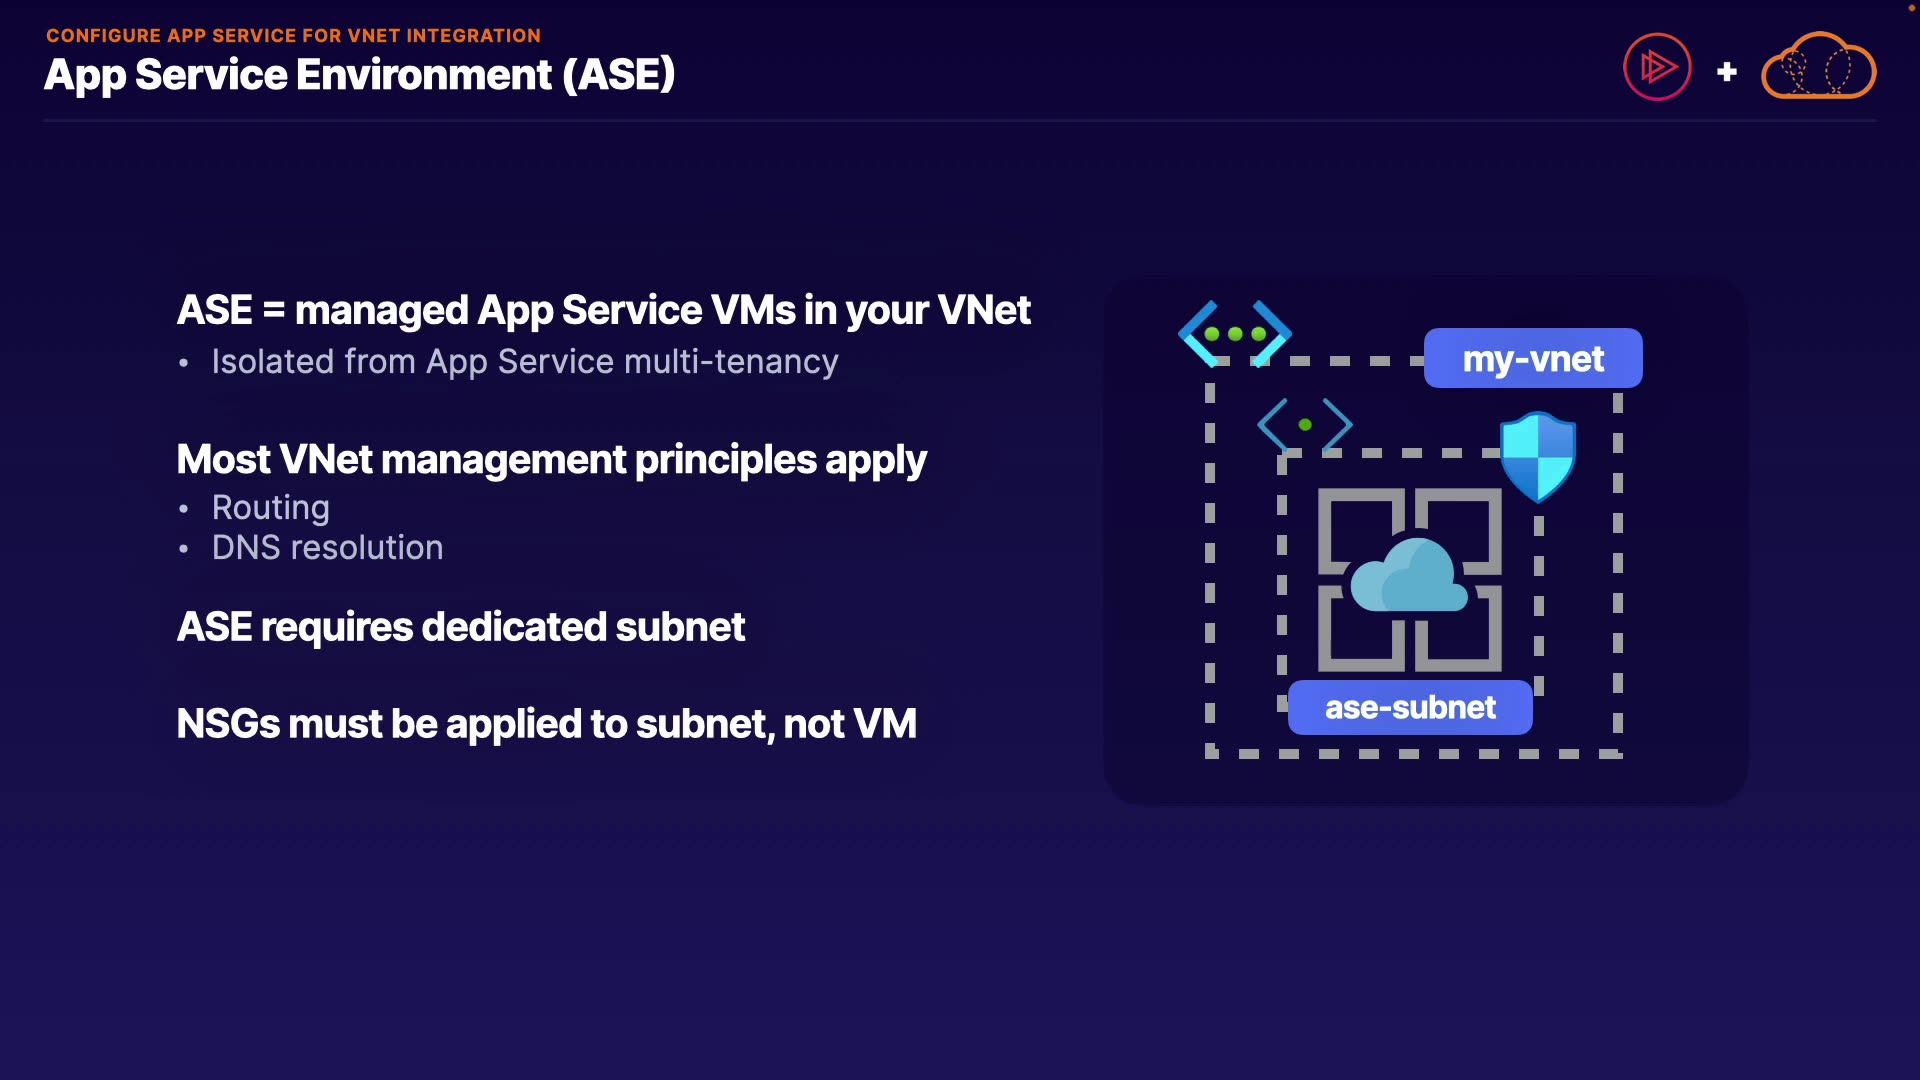 CONFIGURE APP SERVICE FOR VNET INTEGRATION
App Service Environment (ASE)
ASE = managed App Service VMs in your VNet
• Isolated from App Service multi-tenancy
Most VNet management principles apply
• Routing
• DNS resolution
ASE requires dedicated subnet
NSGs must be applied to subnet, not VM
my-vnet
ase-subnet